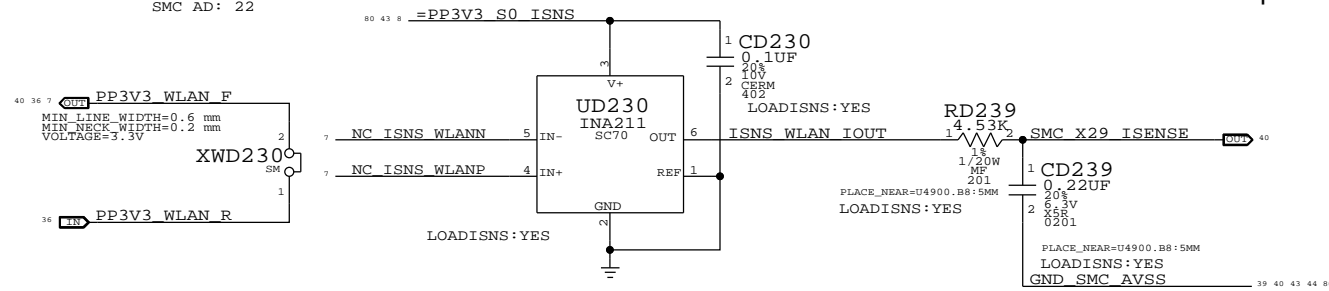 SMC AD: 22
80 43 8 =PP3V3_S0_ISNS
1 CD230
0.1UF
20%
10V
2 CERM
402
LOADISNS:YES
3
V+
UD230
INA211
SC70
5 IN-
4 IN+
OUT 6
REF 1
GND
2
LOADISNS:YES
40 36 7 OUT PP3V3_WLAN_F
MIN_LINE_WIDTH=0.6 mm
MIN_NECK_WIDTH=0.2 mm
VOLTAGE=3.3V
2
XWD230
SM
1
36 IN PP3V3_WLAN_R
7 NC_ISNS_WLANN
7 NC_ISNS_WLANP
ISNS_WLAN_IOUT
RD239
4.53K
1 2
1%
1/20W
MF
201
PLACE_NEAR=U4900.B8:5MM
LOADISNS:YES
SMC_X29_ISENSE OUT 40
1 CD239
0.22UF
20%
6.3V
2 X5R
0201
PLACE_NEAR=U4900.B8:5MM
LOADISNS:YES
GND_SMC_AVSS 39 40 43 44 8